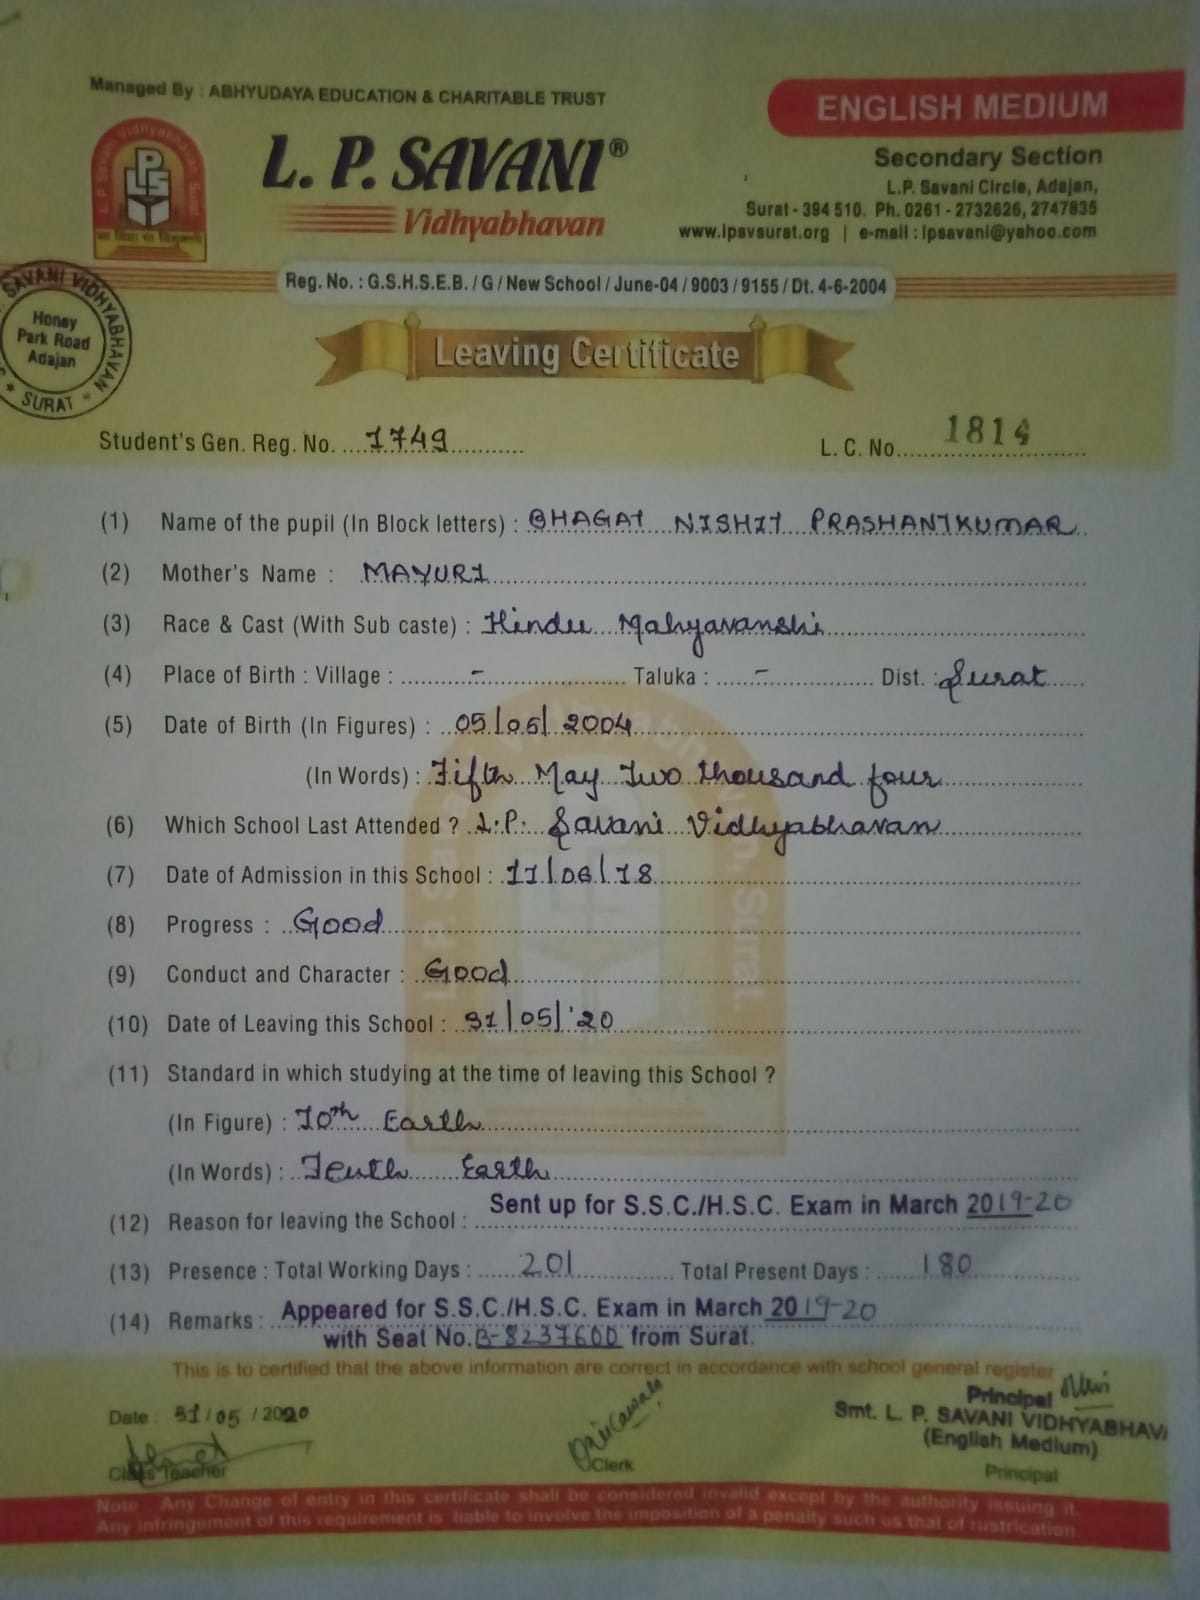 Managed By : ABHYUDAYA EDUCATION & CHARITABLE TRUST
ENGLISH MEDIUM
L. P. SAVANI®
Vidhyabhavan
Secondary Section
L.P. Savani Circle, Adajan,
Surat - 394 510. Ph. 0261 - 2732626, 2747835
www.lpsvsurat.org | e-mail : lpsavani@yahoo.com
L. P. Savani Vidhyabhavan Surat
LPS
Reg. No. : G.S.H.S.E.B. / G / New School / June-04 / 9003 / 9155 / Dt. 4-6-2004
SAVANI VIDHYABHAVAN
Honey
Park Road
Adajan
* SURAT *
Leaving Certificate
Student's Gen. Reg. No. 1749
L. C. No. 1814
(1) Name of the pupil (In Block letters) : BHAGAT NISHIT PRASHANTKUMAR
(2) Mother's Name : MAYURI
(3) Race & Cast (With Sub caste) : Hindu Mahyavanshi
(4) Place of Birth : Village : - Taluka : - Dist. : Surat
(5) Date of Birth (In Figures) : 05/05/2004
(In Words) : Fifth May Two thousand four
(6) Which School Last Attended ? L.P. Savani Vidhyabhavan
(7) Date of Admission in this School : 11/06/18
(8) Progress : Good
(9) Conduct and Character : Good
(10) Date of Leaving this School : 31/05/'20
(11) Standard in which studying at the time of leaving this School ?
(In Figure) : 10th Earth
(In Words) : Tenth Earth
(12) Reason for leaving the School : Sent up for S.S.C./H.S.C. Exam in March 2019-20
(13) Presence : Total Working Days : 201 Total Present Days : 180
(14) Remarks : Appeared for S.S.C./H.S.C. Exam in March 2019-20
with Seat No. B-8237600 from Surat.
This is to certified that the above information are correct in accordance with school general register
Date : 31/05/2020
Principal
Smt. L. P. SAVANI VIDHYABHAV
(English Medium)
Class Teacher
Clerk
Principal
Note : Any Change of entry in this certificate shall be considered invalid except by the authority issuing it.
Any infringement of this requirement is liable to involve the imposition of a penalty such us that of rustrication.